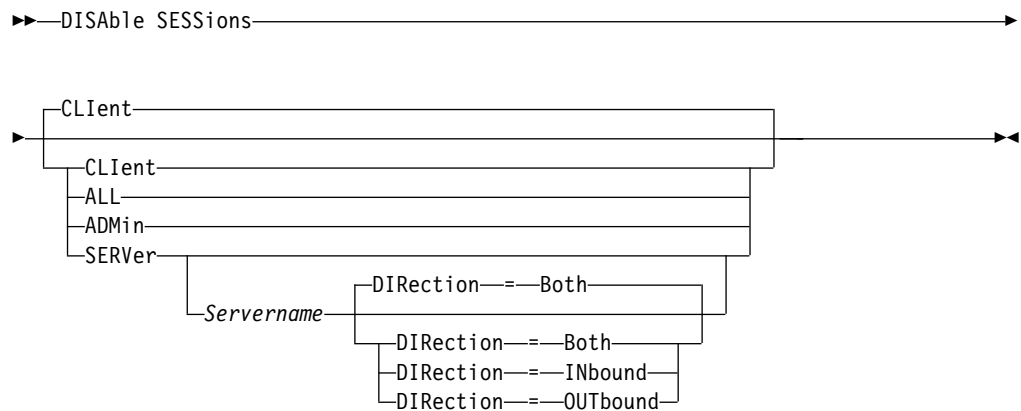 DISAble SESSions
CLIent
CLIent
ALL
ADMin
SERVer
DIRection = Both
Servername
DIRection = Both
DIRection = INbound
DIRection = OUTbound